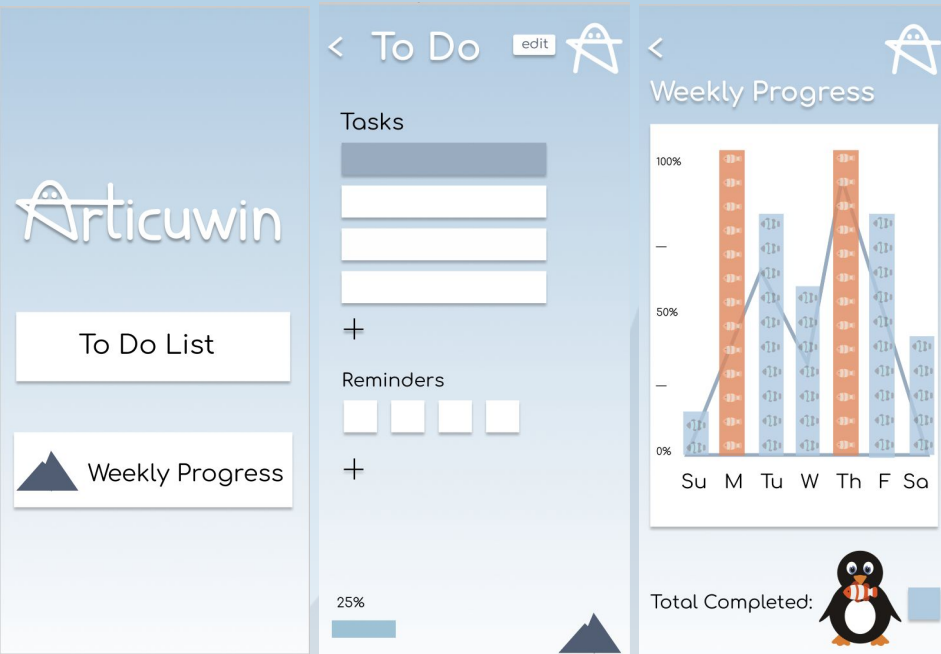 Articuwin
To Do List
Weekly Progress
To Do
edit
Tasks
+
Reminders
+
25%
Weekly Progress
100%
50%
0%
Su M Tu W Th F Sa
Total Completed: